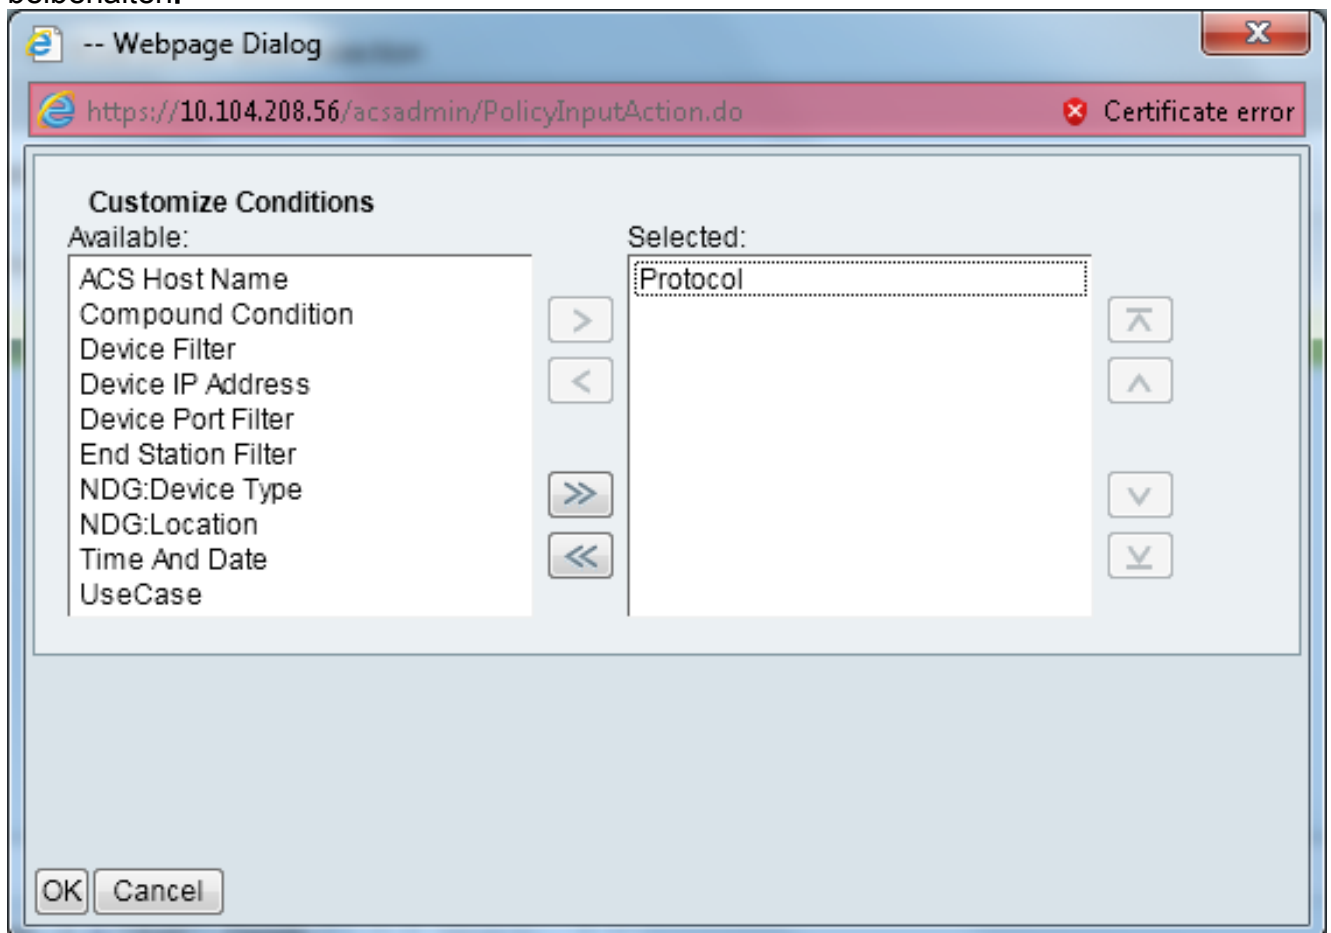 beibehalten.
-- Webpage Dialog
https://10.104.208.56/acsadmin/PolicyInputAction.do Certificate error
Customize Conditions
Available: Selected:
ACS Host Name
Compound Condition
Device Filter
Device IP Address
Device Port Filter
End Station Filter
NDG:Device Type
NDG:Location
Time And Date
UseCase
Protocol
OK Cancel